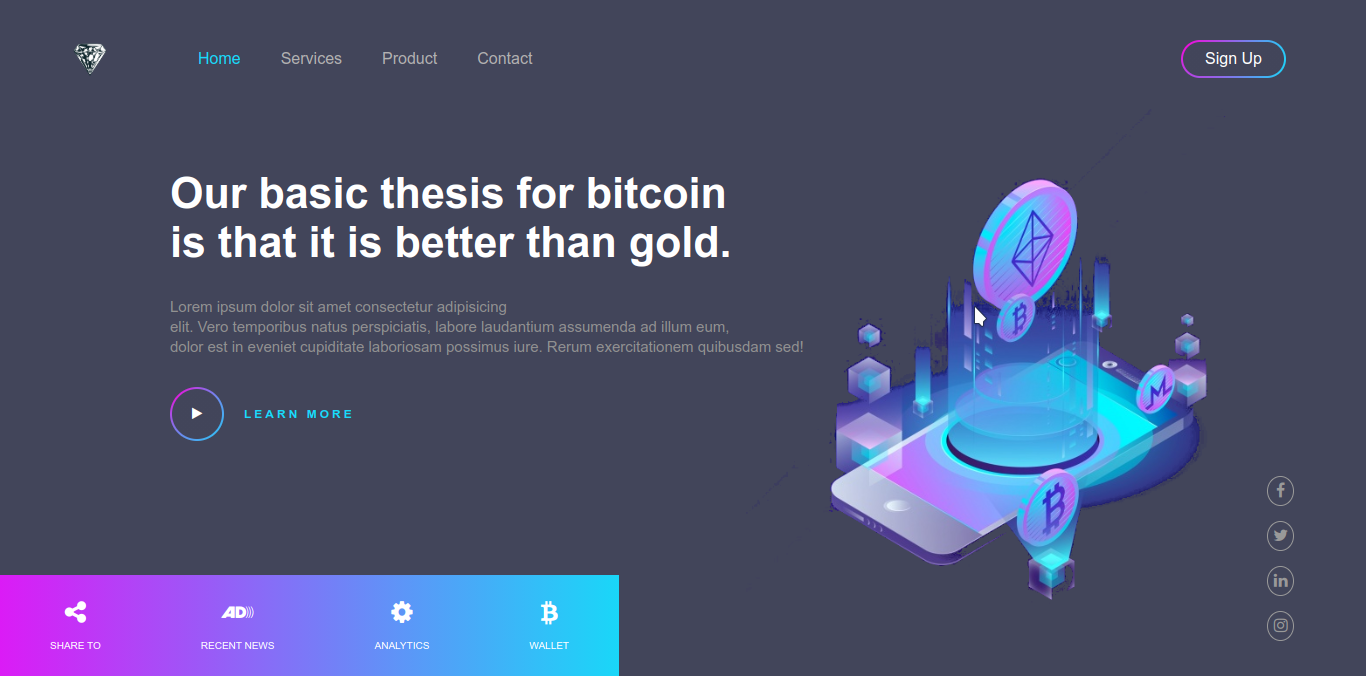 Home Services Product Contact Sign Up
Our basic thesis for bitcoin
is that it is better than gold.
Lorem ipsum dolor sit amet consectetur adipisicing
elit. Vero temporibus natus perspiciatis, labore laudantium assumenda ad illum eum,
dolor est in eveniet cupiditate laboriosam possimus iure. Rerum exercitationem quibusdam sed!
LEARN MORE
AD
SHARE TO RECENT NEWS ANALYTICS WALLET